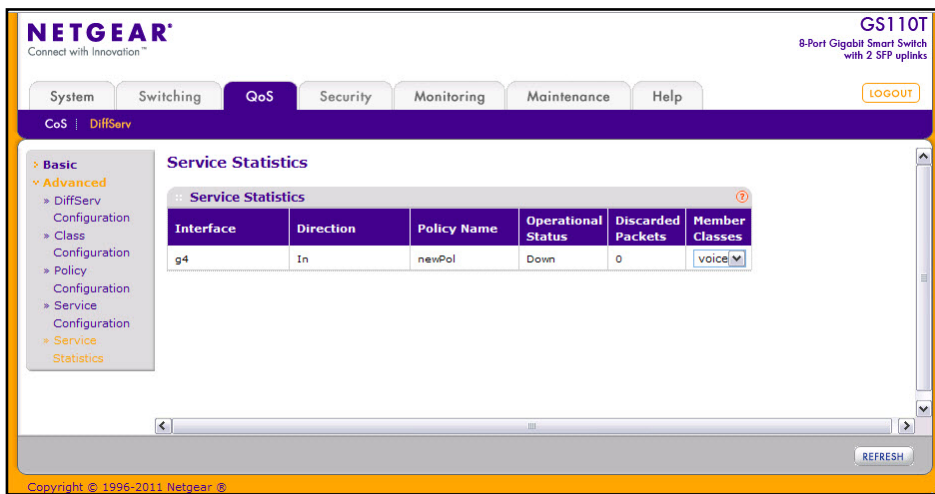 NETGEAR®
Connect with Innovation™
GS110T
8-Port Gigabit Smart Switch
with 2 SFP uplinks
System Switching QoS Security Monitoring Maintenance Help
LOGOUT
CoS DiffServ
Basic
Advanced
» DiffServ
Configuration
» Class
Configuration
» Policy
Configuration
» Service
Configuration
» Service
Statistics
Service Statistics
Service Statistics ?
Interface Direction Policy Name Operational Status Discarded Packets Member Classes
g4 In newPol Down 0 voice
REFRESH
Copyright © 1996-2011 Netgear ®